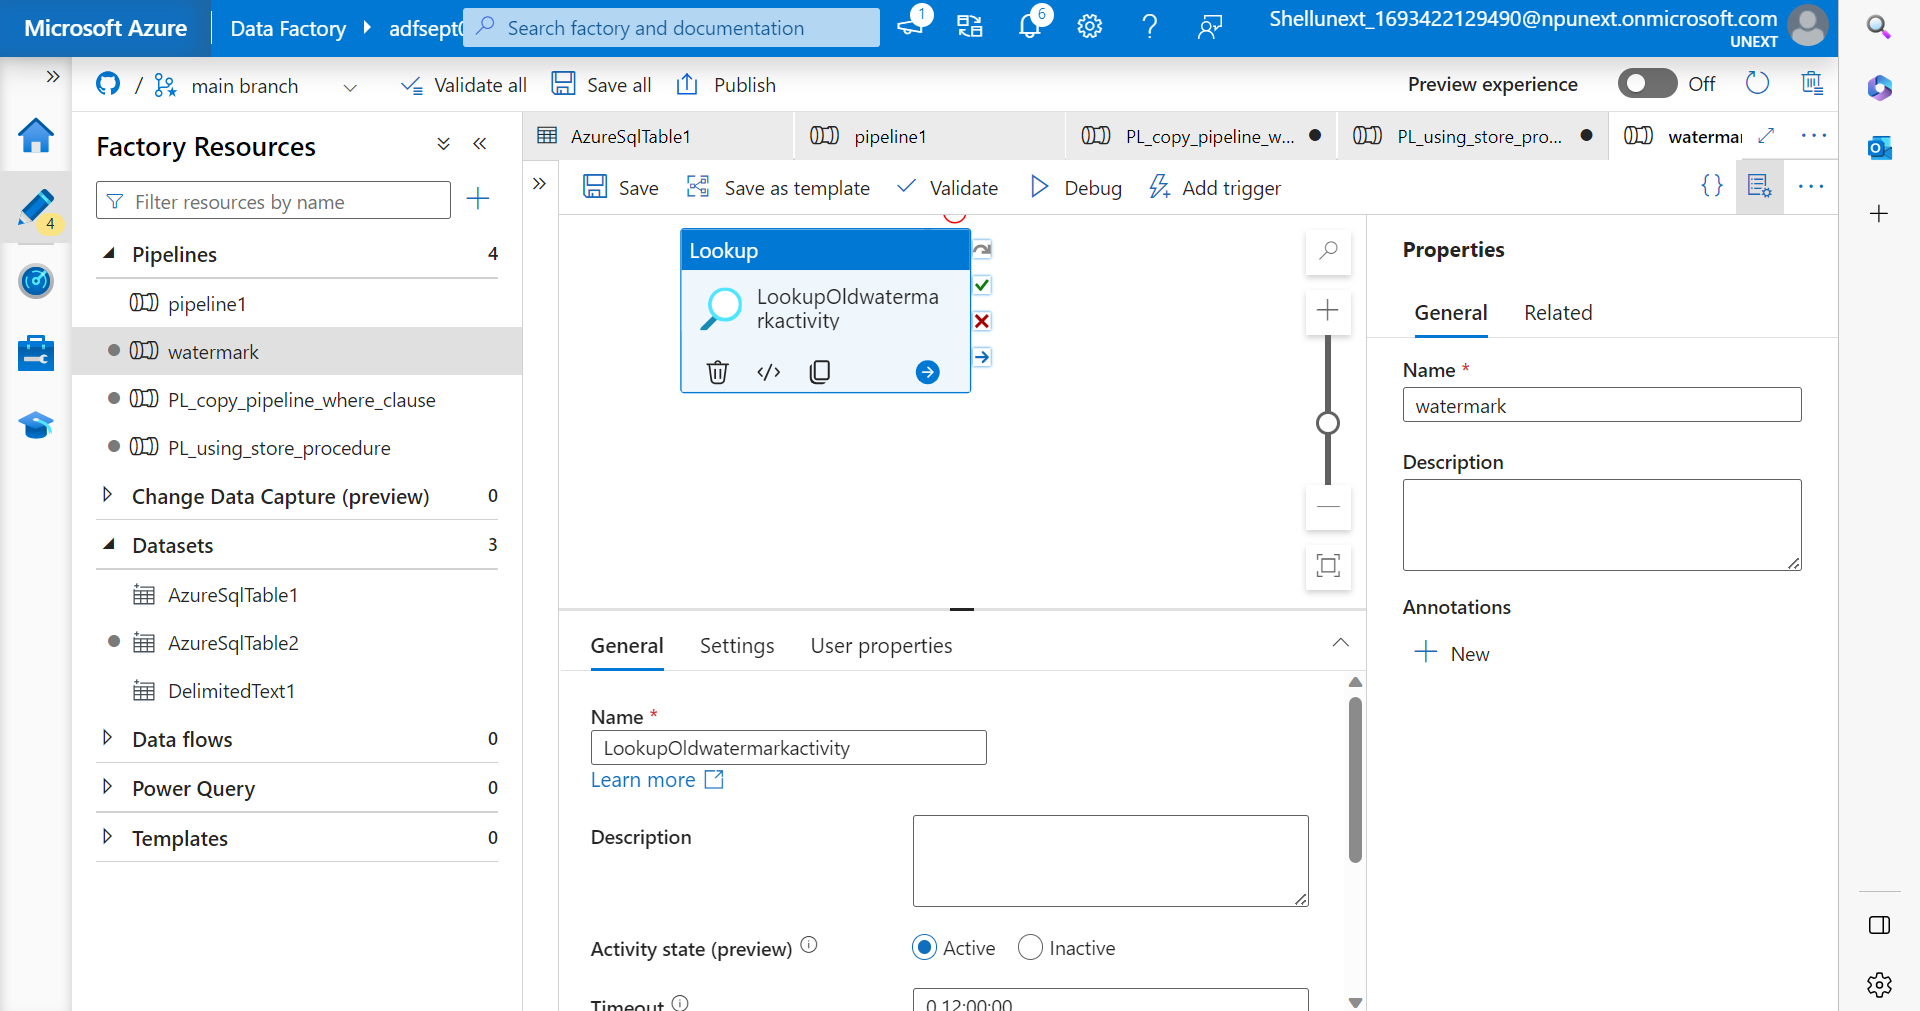 Microsoft Azure
Data Factory
adfsept0
Search factory and documentation
1
6
Shellunext_1693422129490@npunext.onmicrosoft.com
UNEXT
/ main branch
Validate all
Save all
Publish
Preview experience
Off
4
Factory Resources
Filter resources by name
Pipelines 4
pipeline1
watermark
PL_copy_pipeline_where_clause
PL_using_store_procedure
Change Data Capture (preview) 0
Datasets 3
AzureSqlTable1
AzureSqlTable2
DelimitedText1
Data flows 0
Power Query 0
Templates 0
AzureSqlTable1
pipeline1
PL_copy_pipeline_w...
PL_using_store_pro...
watermar
Save
Save as template
Validate
Debug
Add trigger
{}
Lookup
LookupOldwaterma
rkactivity
</>
General
Settings
User properties
Name *
LookupOldwatermarkactivity
Learn more
Description
Activity state (preview)
Active
Inactive
Timeout
0.12:00:00
Properties
General
Related
Name *
watermark
Description
Annotations
New